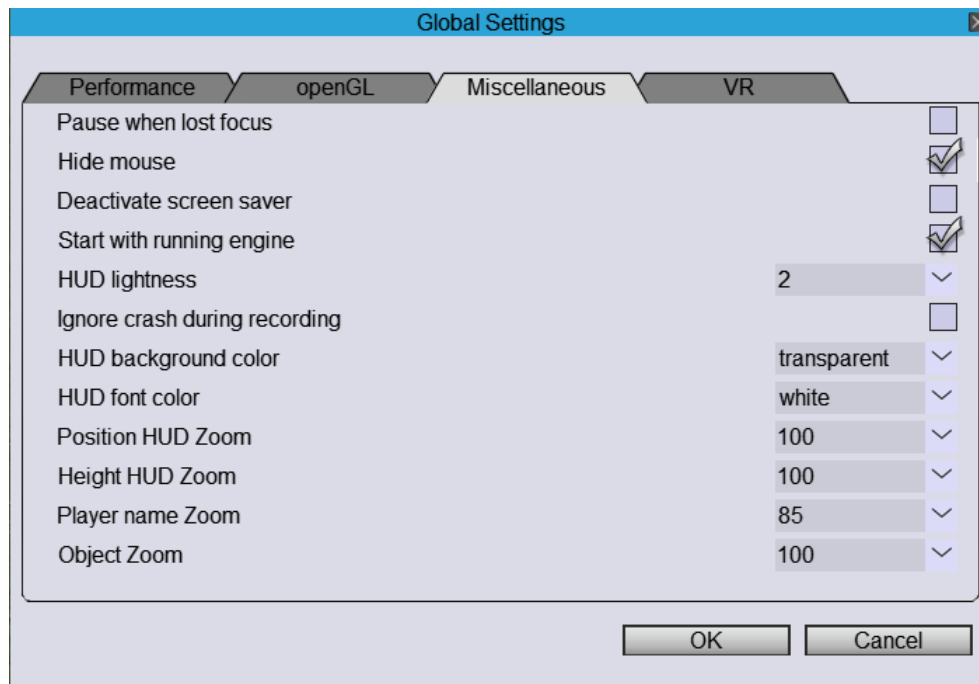 Global Settings
Performance openGL Miscellaneous VR
Pause when lost focus
Hide mouse
Deactivate screen saver
Start with running engine
HUD lightness 2
Ignore crash during recording
HUD background color transparent
HUD font color white
Position HUD Zoom 100
Height HUD Zoom 100
Player name Zoom 85
Object Zoom 100
OK Cancel